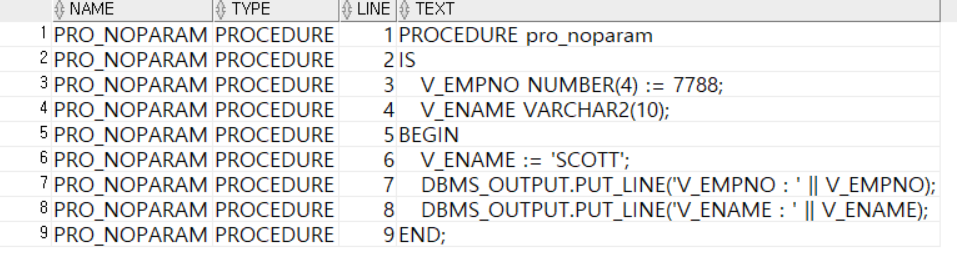 NAME TYPE LINE TEXT
1 PRO_NOPARAM PROCEDURE 1 PROCEDURE pro_noparam
2 PRO_NOPARAM PROCEDURE 2 IS
3 PRO_NOPARAM PROCEDURE 3 V_EMPNO NUMBER(4) := 7788;
4 PRO_NOPARAM PROCEDURE 4 V_ENAME VARCHAR2(10);
5 PRO_NOPARAM PROCEDURE 5 BEGIN
6 PRO_NOPARAM PROCEDURE 6 V_ENAME := 'SCOTT';
7 PRO_NOPARAM PROCEDURE 7 DBMS_OUTPUT.PUT_LINE('V_EMPNO : ' || V_EMPNO);
8 PRO_NOPARAM PROCEDURE 8 DBMS_OUTPUT.PUT_LINE('V_ENAME : ' || V_ENAME);
9 PRO_NOPARAM PROCEDURE 9 END;